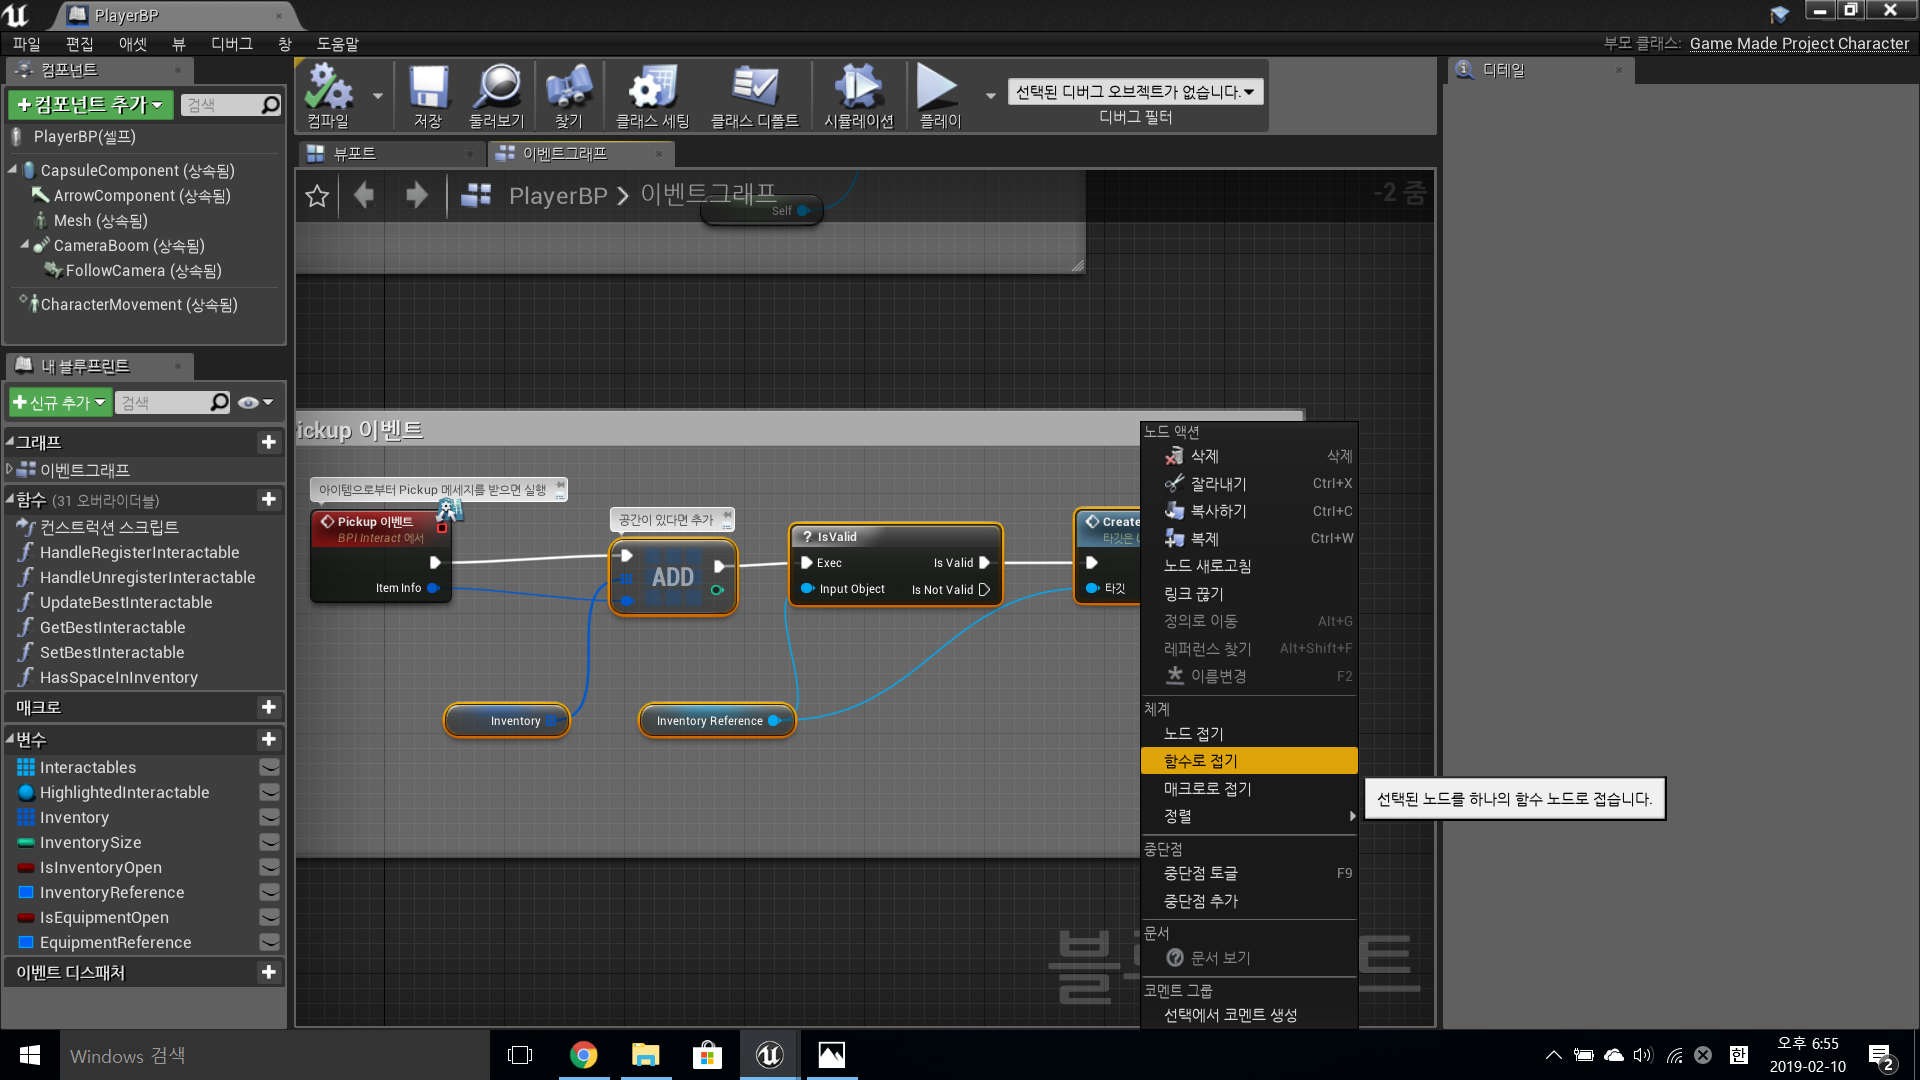 PlayerBP
파일 편집 애셋 뷰 디버그 창 도움말
부모 클래스: Game Made Project Character
컴포넌트
+컴포넌트 추가
검색
PlayerBP(셀프)
CapsuleComponent (상속됨)
ArrowComponent (상속됨)
Mesh (상속됨)
CameraBoom (상속됨)
FollowCamera (상속됨)
CharacterMovement (상속됨)
내 블루프린트
+신규 추가
검색
그래프
이벤트그래프
함수 (31 오버라이더블)
컨스트럭션 스크립트
HandleRegisterInteractable
HandleUnregisterInteractable
UpdateBestInteractable
GetBestInteractable
SetBestInteractable
HasSpaceInInventory
매크로
변수
Interactables
HighlightedInteractable
Inventory
InventorySize
IsInventoryOpen
InventoryReference
IsEquipmentOpen
EquipmentReference
이벤트 디스패처
컴파일
저장
둘러보기
찾기
클래스 세팅
클래스 디폴트
시뮬레이션
플레이
선택된 디버그 오브젝트가 없습니다.
디버그 필터
뷰포트
이벤트그래프
PlayerBP > 이벤트그래프
-2 줌
Self
ickup 이벤트
아이템으로부터 Pickup 메세지를 받으면 실행
Pickup 이벤트
BPI Interact 에서
Item Info
공간이 있다면 추가
ADD
? IsValid
Exec
Is Valid
Input Object
Is Not Valid
Create
타깃은
타깃
Inventory
Inventory Reference
노드 액션
삭제 삭제
잘라내기 Ctrl+X
복사하기 Ctrl+C
복제 Ctrl+W
노드 새로고침
링크 끊기
정의로 이동 Alt+G
레퍼런스 찾기 Alt+Shift+F
이름변경 F2
체계
노드 접기
함수로 접기
매크로로 접기
정렬
중단점
중단점 토글 F9
중단점 추가
문서
문서 보기
코멘트 그룹
선택에서 코멘트 생성
선택된 노드를 하나의 함수 노드로 접습니다.
블
트
디테일
Windows 검색
한
오후 6:55
2019-02-10
2